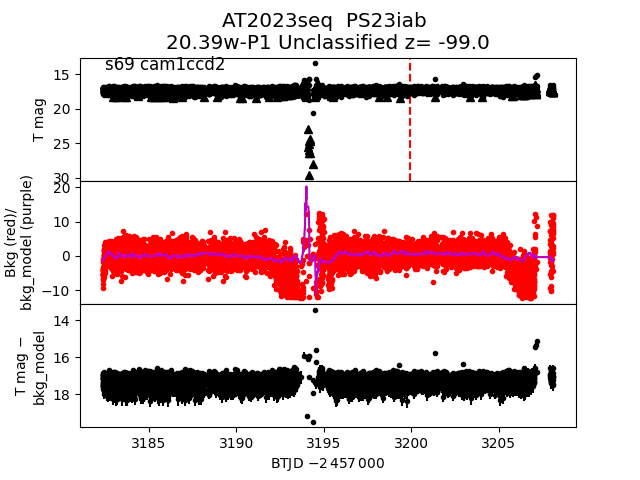 AT2023seq  PS23iab
20.39w-P1 Unclassified z= -99.0
s69 cam1ccd2
T mag
15
20
25
30
Bkg (red)/
bkg_model (purple)
20
10
0
−10
T mag −
bkg_model
14
16
18
3185
3190
3195
3200
3205
BTJD −2 457 000